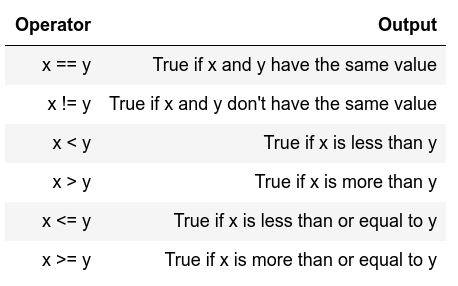 Operator Output
x == y True if x and y have the same value
x != y True if x and y don't have the same value
x < y True if x is less than y
x > y True if x is more than y
x <= y True if x is less than or equal to y
x >= y True if x is more than or equal to y